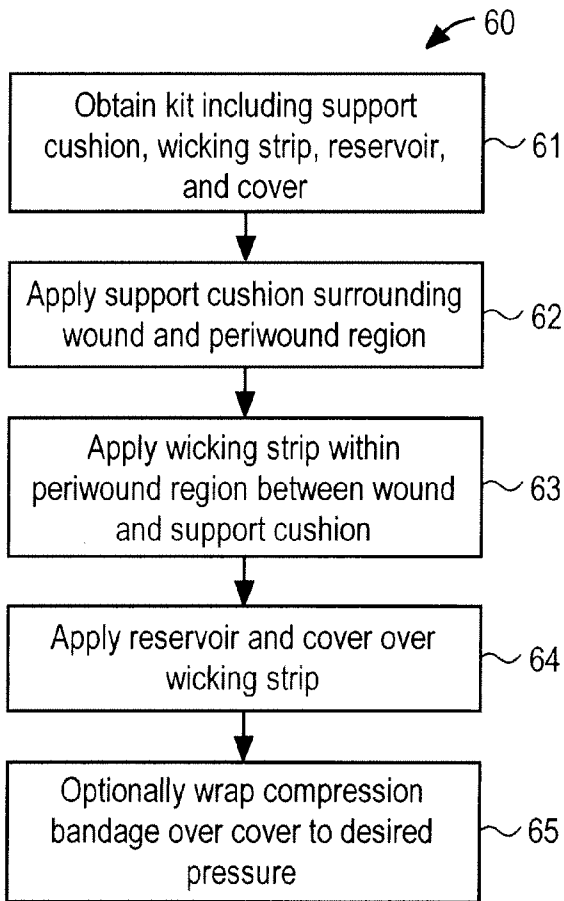 60
Obtain kit including support
cushion, wicking strip, reservoir,
and cover
61
Apply support cushion surrounding
wound and periwound region
62
Apply wicking strip within
periwound region between wound
and support cushion
63
Apply reservoir and cover over
wicking strip
64
Optionally wrap compression
bandage over cover to desired
pressure
65